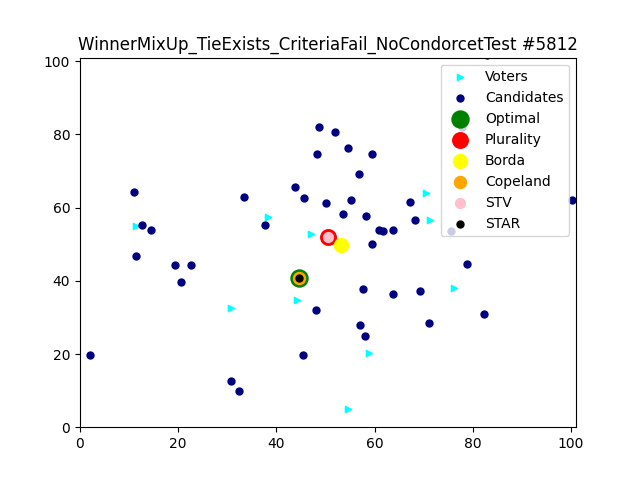 WinnerMixUp_TieExists_CriteriaFail_NoCondorcetTest #5812
100
80
60
40
20
0
0
20
40
60
80
100
Voters
Candidates
Optimal
Plurality
Borda
Copeland
STV
STAR